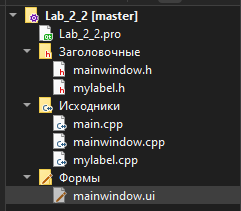 Lab_2_2 [master]
Lab_2_2.pro
Заголовочные
mainwindow.h
mylabel.h
Исходники
main.cpp
mainwindow.cpp
mylabel.cpp
Формы
mainwindow.ui